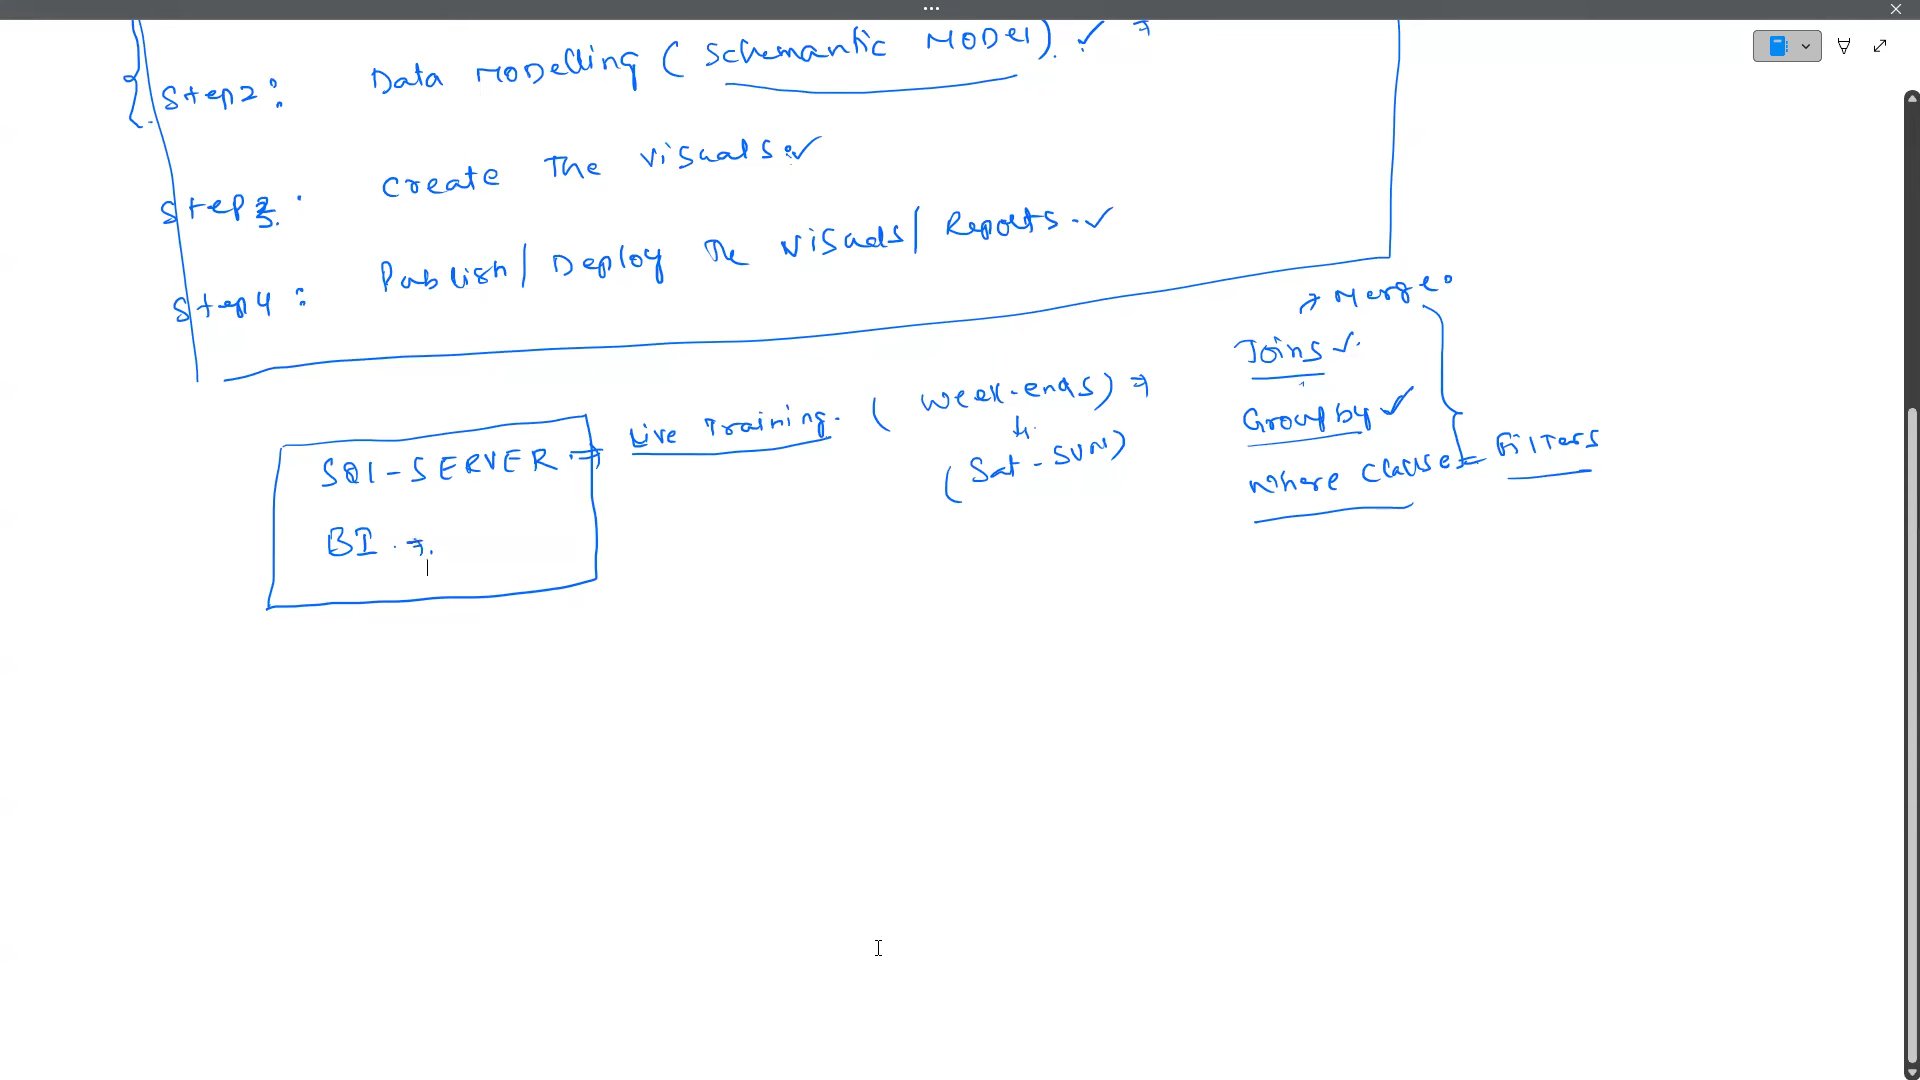 Step2: Data MODelling ( Schemantic MODEl).
Step3. Create The visuals.
Step4: Publish/ Deploy The visuals/ Reports.
→ Merge
Joins
Group by
Where Clause
Filters
SQl-SERVER → Live Training. ( Week-ends) →
(Sat - SUN)
BI →.